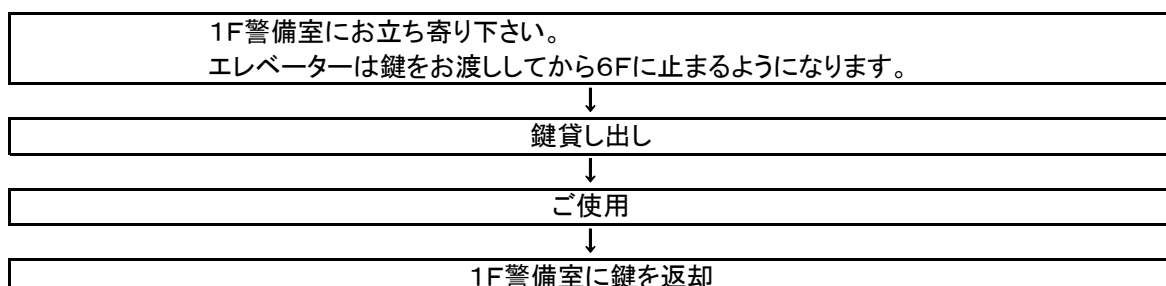 １Ｆ警備室にお立ち寄り下さい。
エレベーターは鍵をお渡ししてから６Ｆに止まるようになります。
↓
鍵貸し出し
↓
ご使用
↓
１Ｆ警備室に鍵を返却